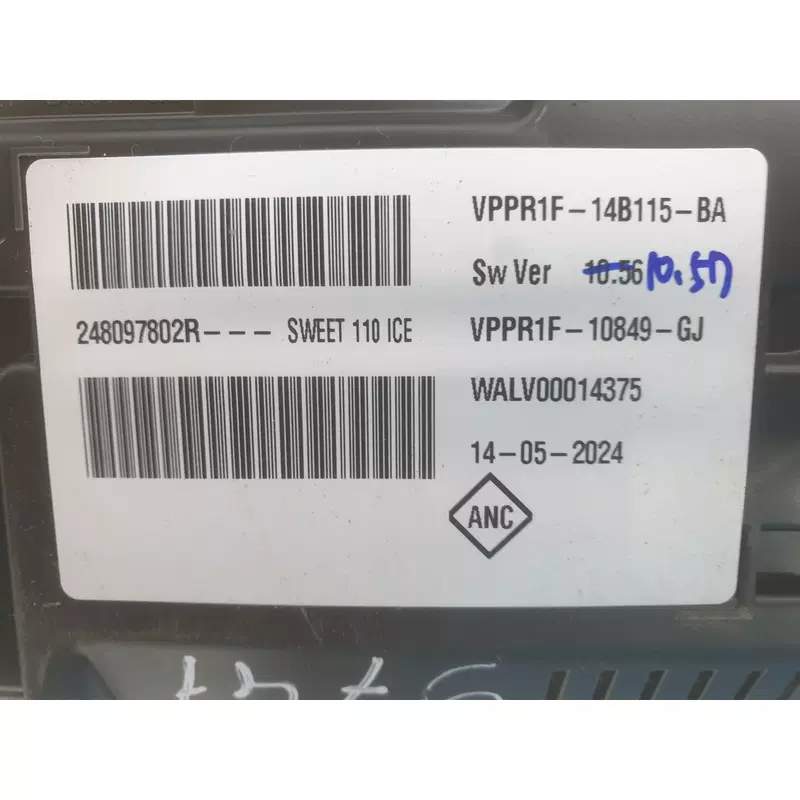 VPPR1F-14B115-BA
Sw Ver 10.56 10.57
248097802R--- SWEET 110 ICE
VPPR1F-10849-GJ
WALV00014375
14-05-2024
ANC